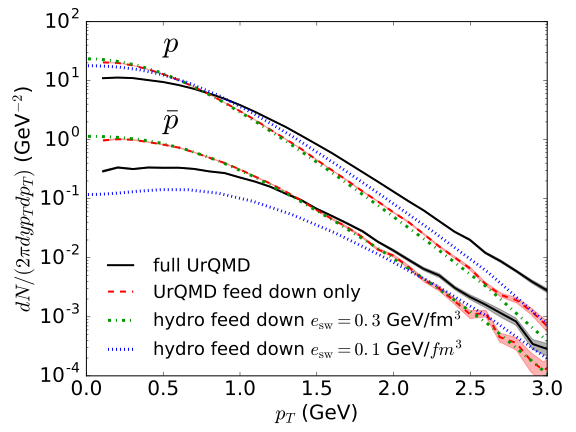 10^2
10^1
10^0
10^-1
10^-2
10^-3
10^-4
dN/(2πdyp_Tdp_T) (GeV^-2)
p
p̄
full UrQMD
UrQMD feed down only
hydro feed down e_sw = 0.3 GeV/fm^3
hydro feed down e_sw = 0.1 GeV/fm^3
0.0 0.5 1.0 1.5 2.0 2.5 3.0
p_T (GeV)